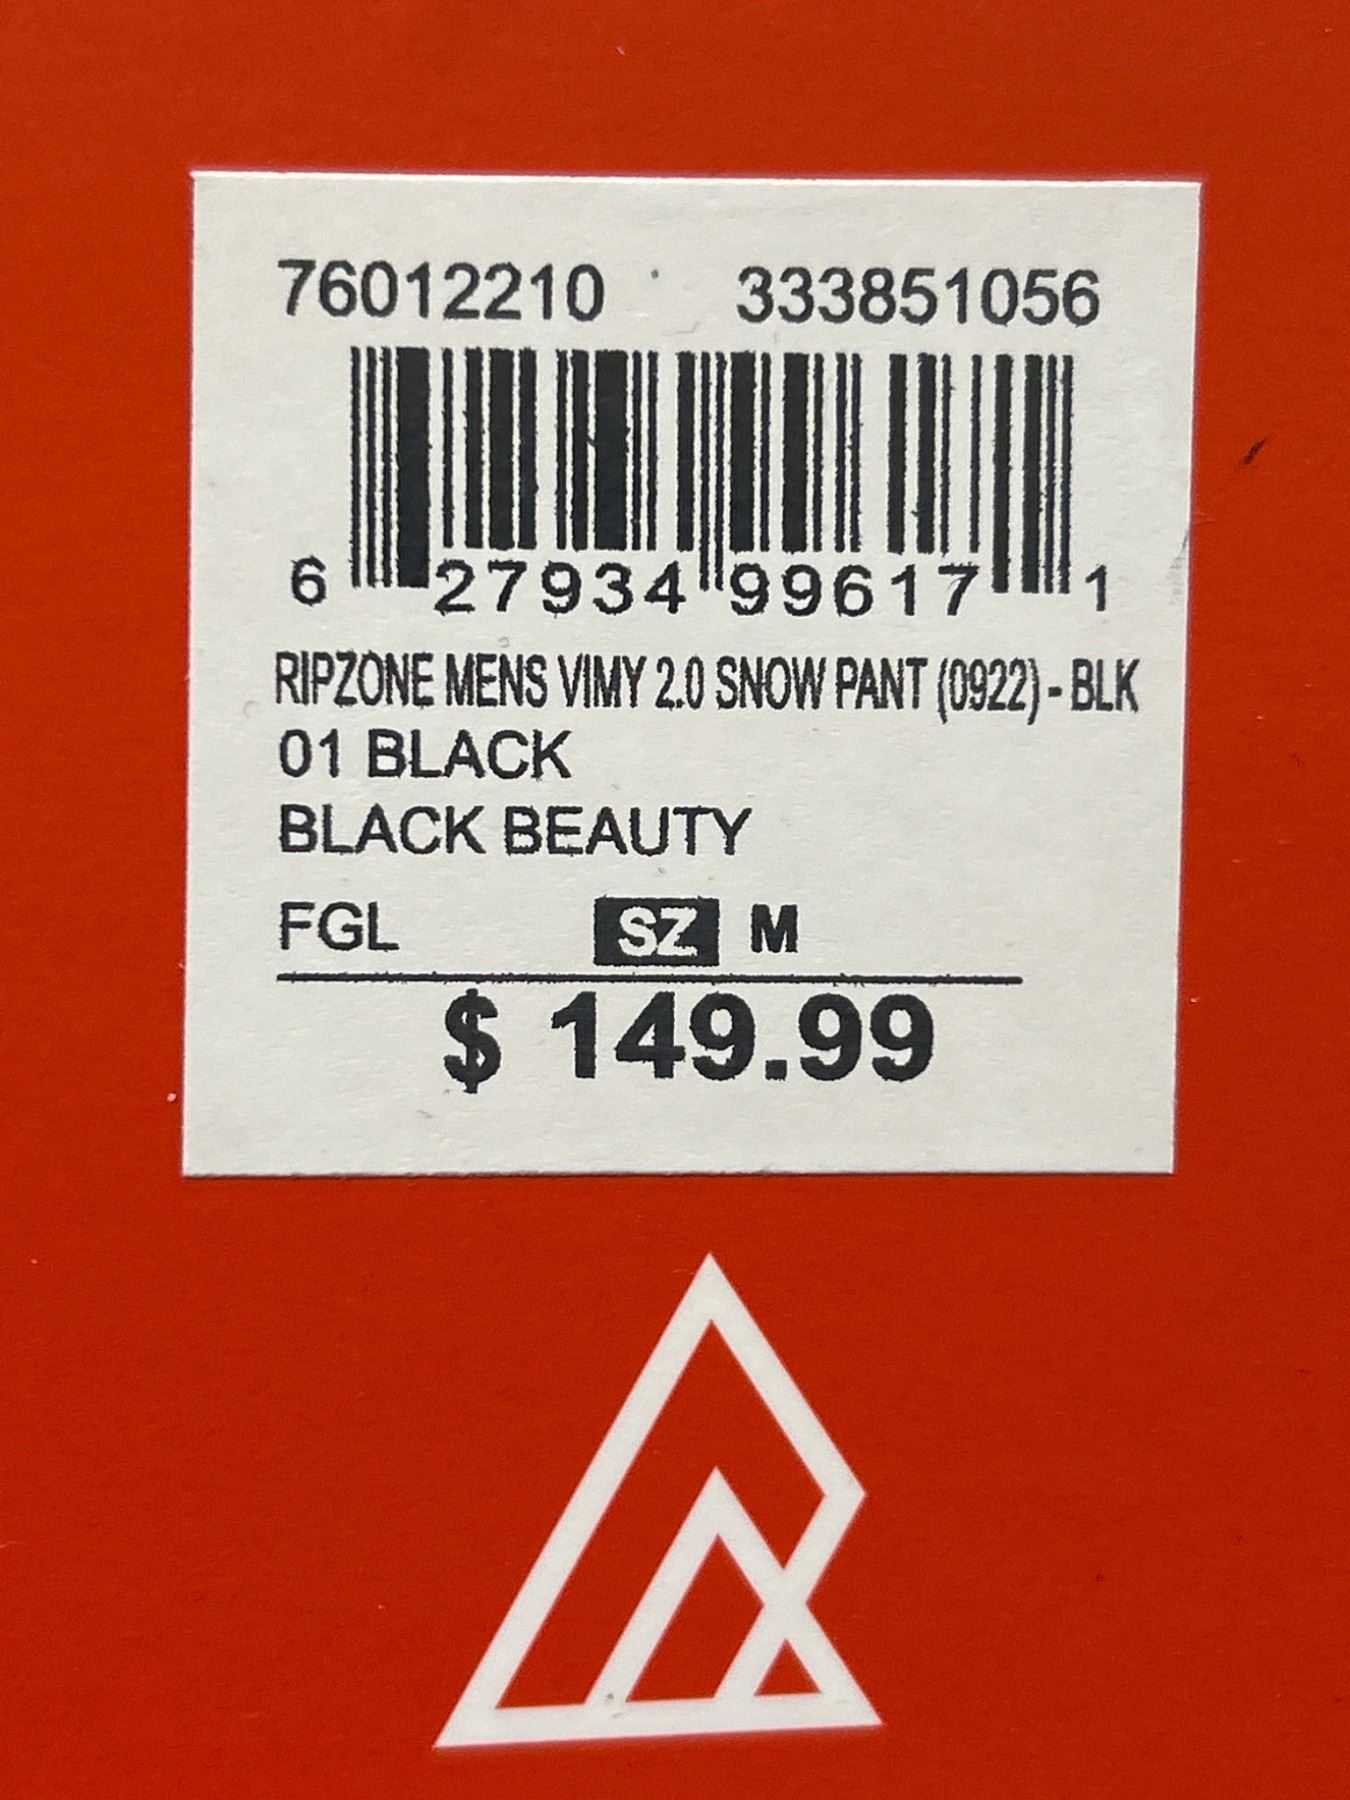 76012210 333851056
6 27934 99617 1
RIPZONE MENS VIMY 2.0 SNOW PANT (0922) - BLK
01 BLACK
BLACK BEAUTY
FGL SZ M
$ 149.99